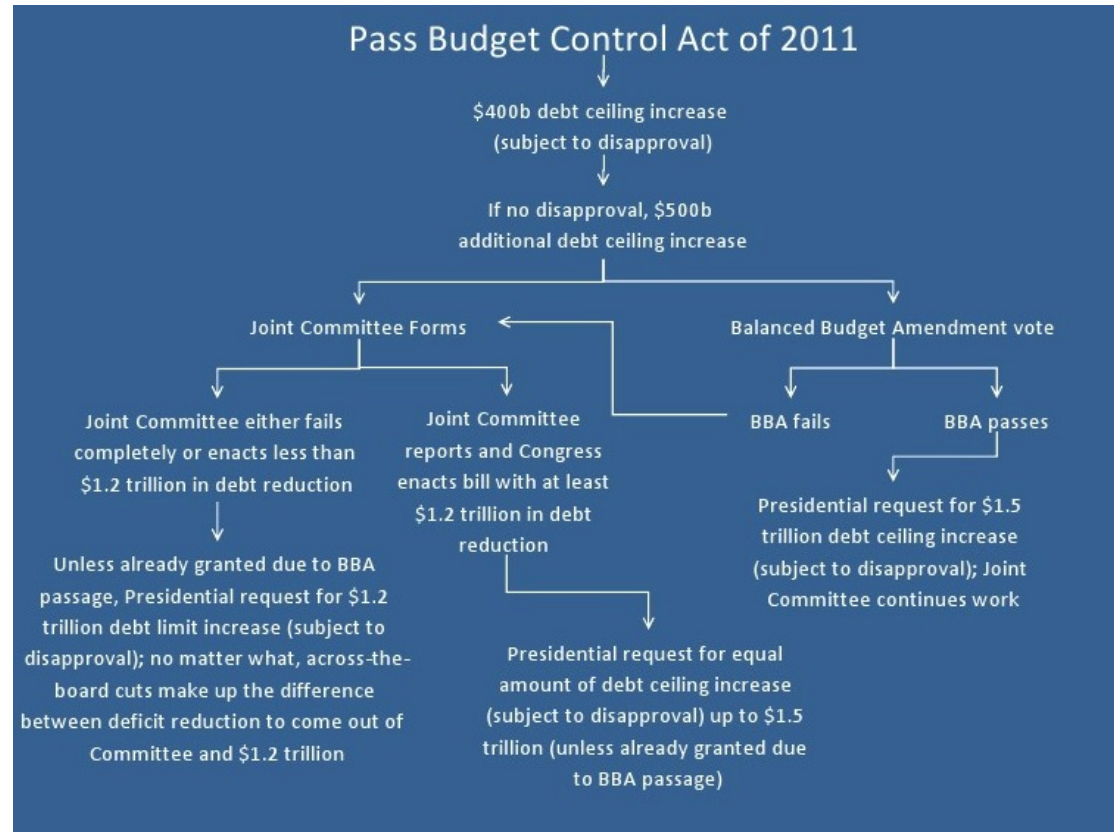 Pass Budget Control Act of 2011
$400b debt ceiling increase
(subject to disapproval)
If no disapproval, $500b
additional debt ceiling increase
Joint Committee Forms
Balanced Budget Amendment vote
Joint Committee either fails
completely or enacts less than
$1.2 trillion in debt reduction
Joint Committee
reports and Congress
enacts bill with at least
$1.2 trillion in debt
reduction
BBA fails
BBA passes
Unless already granted due to BBA
passage, Presidential request for $1.2
trillion debt limit increase (subject to
disapproval); no matter what, across-the-
board cuts make up the difference
between deficit reduction to come out of
Committee and $1.2 trillion
Presidential request for equal
amount of debt ceiling increase
(subject to disapproval) up to $1.5
trillion (unless already granted due
to BBA passage)
Presidential request for $1.5
trillion debt ceiling increase
(subject to disapproval); Joint
Committee continues work